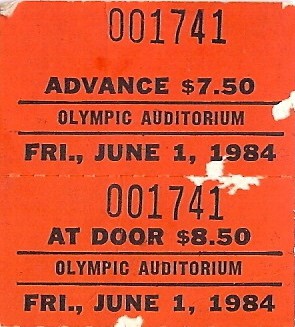 001741
ADVANCE $7.50
OLYMPIC AUDITORIUM
FRI., JUNE 1, 1984
001741
AT DOOR $8.50
OLYMPIC AUDITORIUM
FRI., JUNE 1, 1984